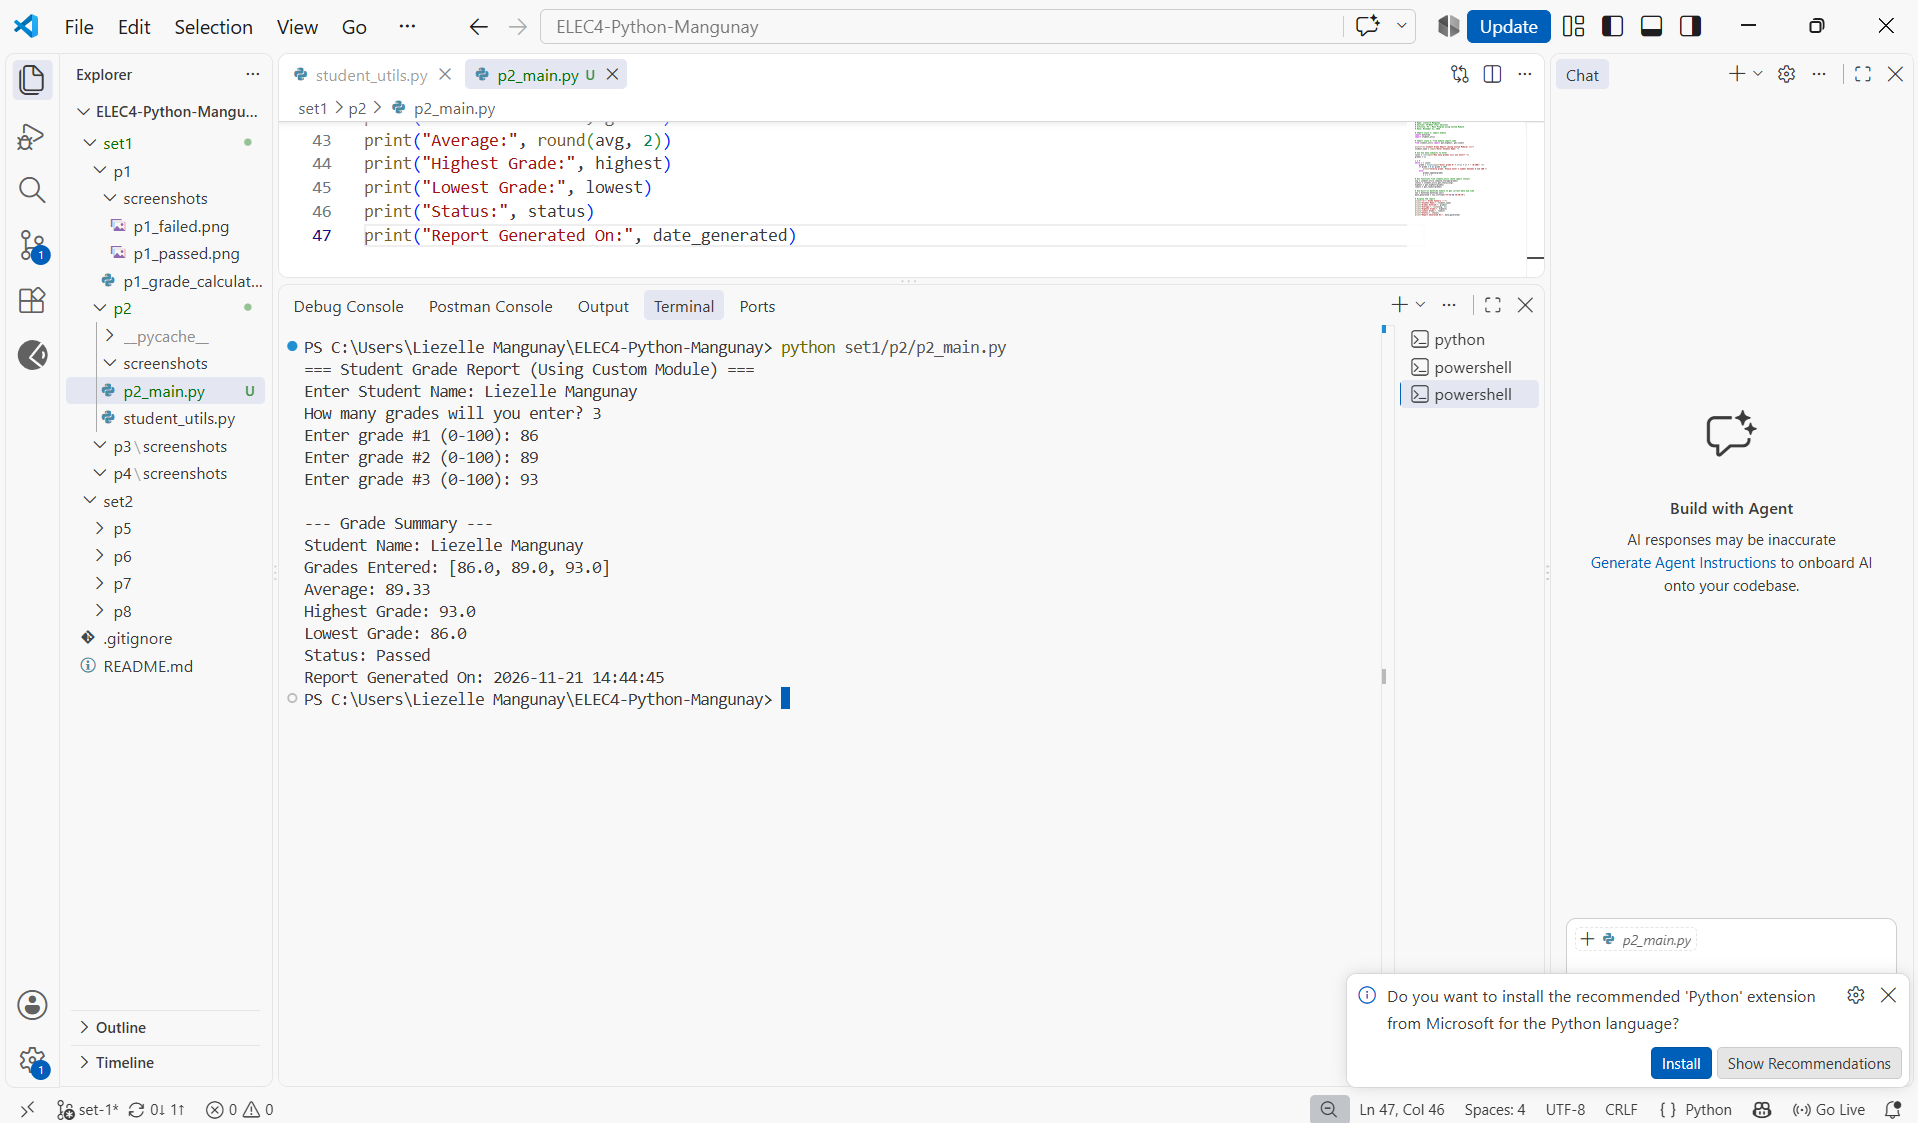 File Edit Selection View Go ···
ELEC4-Python-Mangunay
Update
Explorer
ELEC4-Python-Mangu...
set1
p1
screenshots
p1_failed.png
p1_passed.png
p1_grade_calculat...
p2
__pycache__
screenshots
p2_main.py U
student_utils.py
p3\screenshots
p4\screenshots
set2
p5
p6
p7
p8
.gitignore
README.md
Outline
Timeline
student_utils.py
p2_main.py U
set1 > p2 > p2_main.py
43 print("Average:", round(avg, 2))
44 print("Highest Grade:", highest)
45 print("Lowest Grade:", lowest)
46 print("Status:", status)
47 print("Report Generated On:", date_generated)
Debug Console Postman Console Output Terminal Ports
PS C:\Users\Liezelle Mangunay\ELEC4-Python-Mangunay> python set1/p2/p2_main.py
=== Student Grade Report (Using Custom Module) ===
Enter Student Name: Liezelle Mangunay
How many grades will you enter? 3
Enter grade #1 (0-100): 86
Enter grade #2 (0-100): 89
Enter grade #3 (0-100): 93
--- Grade Summary ---
Student Name: Liezelle Mangunay
Grades Entered: [86.0, 89.0, 93.0]
Average: 89.33
Highest Grade: 93.0
Lowest Grade: 86.0
Status: Passed
Report Generated On: 2026-11-21 14:44:45
PS C:\Users\Liezelle Mangunay\ELEC4-Python-Mangunay>
python
powershell
powershell
Chat
Build with Agent
AI responses may be inaccurate
Generate Agent Instructions to onboard AI
onto your codebase.
p2_main.py
Do you want to install the recommended 'Python' extension
from Microsoft for the Python language?
Install
Show Recommendations
1
1
set-1* 0↓ 1↑ 0 0
Ln 47, Col 46 Spaces: 4 UTF-8 CRLF { } Python Go Live